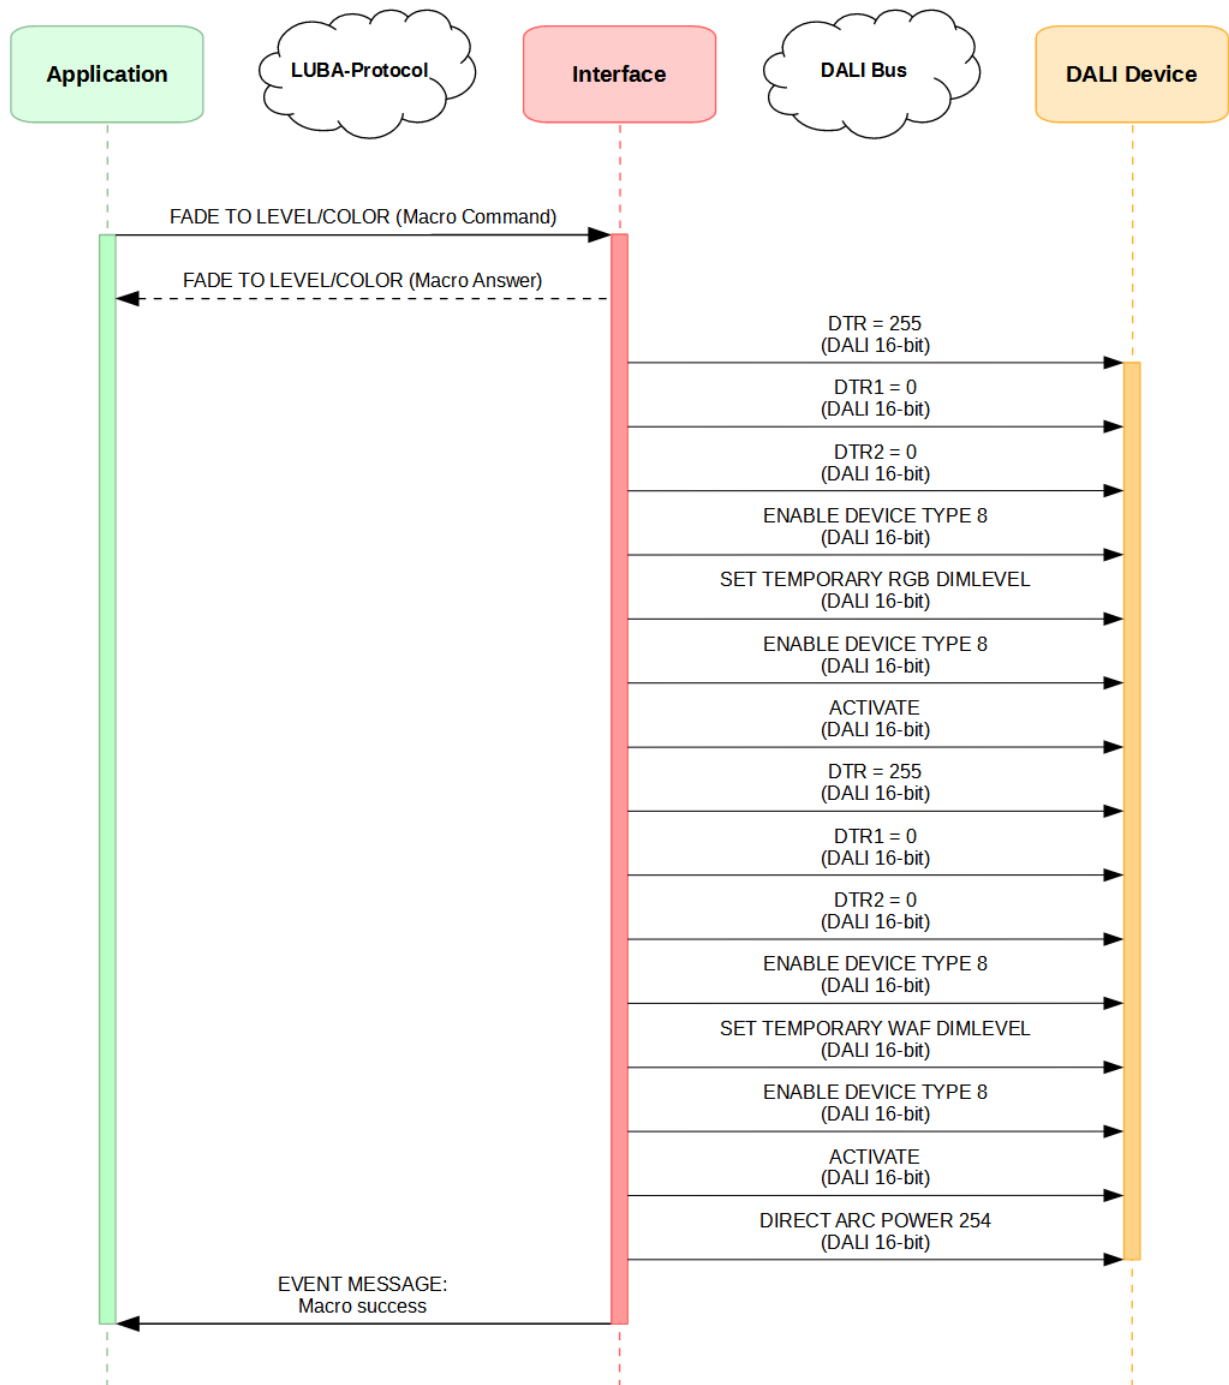 Application
LUBA-Protocol
Interface
DALI Bus
DALI Device
FADE TO LEVEL/COLOR (Macro Command)
FADE TO LEVEL/COLOR (Macro Answer)
DTR = 255
(DALI 16-bit)
DTR1 = 0
(DALI 16-bit)
DTR2 = 0
(DALI 16-bit)
ENABLE DEVICE TYPE 8
(DALI 16-bit)
SET TEMPORARY RGB DIMLEVEL
(DALI 16-bit)
ENABLE DEVICE TYPE 8
(DALI 16-bit)
ACTIVATE
(DALI 16-bit)
DTR = 255
(DALI 16-bit)
DTR1 = 0
(DALI 16-bit)
DTR2 = 0
(DALI 16-bit)
ENABLE DEVICE TYPE 8
(DALI 16-bit)
SET TEMPORARY WAF DIMLEVEL
(DALI 16-bit)
ENABLE DEVICE TYPE 8
(DALI 16-bit)
ACTIVATE
(DALI 16-bit)
DIRECT ARC POWER 254
(DALI 16-bit)
EVENT MESSAGE:
Macro success